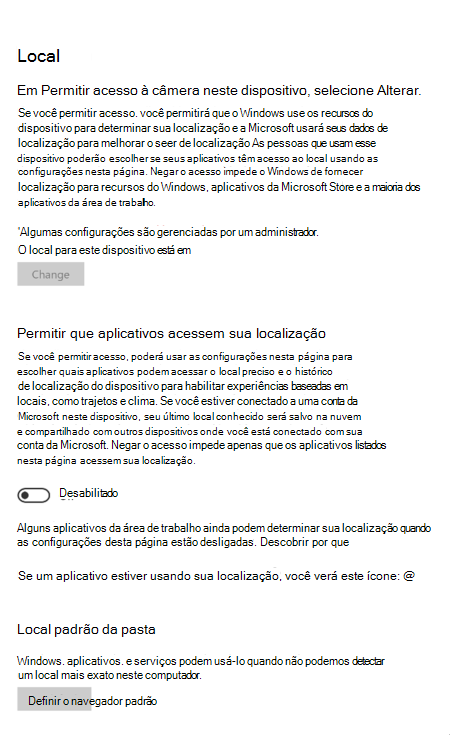 Local
Em Permitir acesso à câmera neste dispositivo, selecione Alterar.
Se você permitir acesso. você permitirá que o Windows use os recursos do
dispositivo para determinar sua localização e a Microsoft usará seus dados de
localização para melhorar o seer de localização As pessoas que usam esse
dispositivo poderão escolher se seus aplicativos têm acesso ao local usando as
configurações nesta página. Negar o acesso impede o Windows de fornecer
localização para recursos do Windows, aplicativos da Microsoft Store e a maioria dos
aplicativos da área de trabalho.
*Algumas configurações são gerenciadas por um administrador.
O local para este dispositivo está em
Change
Permitir que aplicativos acessem sua localização
Se você permitir acesso, poderá usar as configurações nesta página para
escolher quais aplicativos podem acessar o local preciso e o histórico
de localização do dispositivo para habilitar experiências baseadas em
locais, como trajetos e clima. Se você estiver conectado a uma conta da
Microsoft neste dispositivo, seu último local conhecido será salvo na nuvem
e compartilhado com outros dispositivos onde você está conectado com sua
conta da Microsoft. Negar o acesso impede apenas que os aplicativos listados
nesta página acessem sua localização.
Desabilitado
Alguns aplicativos da área de trabalho ainda podem determinar sua localização quando
as configurações desta página estão desligadas. Descobrir por que
Se um aplicativo estiver usando sua localização, você verá este ícone: @
Local padrão da pasta
Windows. aplicativos. e serviços podem usá-lo quando não podemos detectar
um local mais exato neste computador.
Definir o navegador padrão